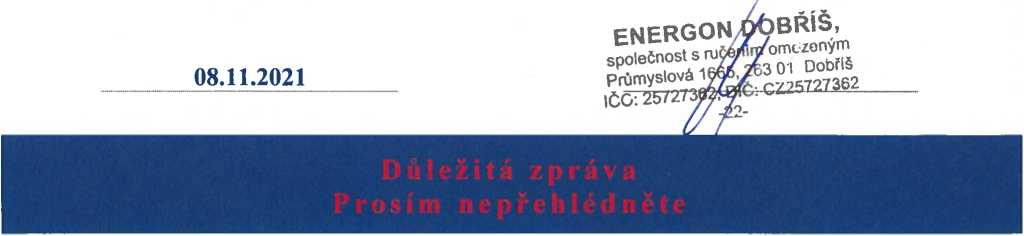 08.11.2021
ENERGON DOBŘÍŠ,
společnost s ručením omezeným
Průmyslová 1665, 263 01 Dobříš
IČO: 25727362, DIČ: CZ25727362
-22-
Důležitá zpráva
Prosím nepřehlédněte